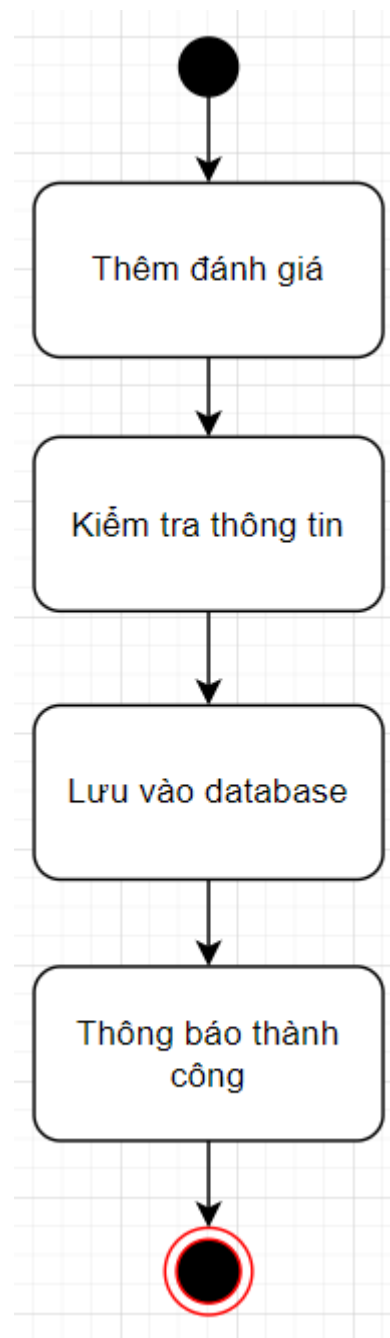 Thêm đánh giá
Kiểm tra thông tin
Lưu vào database
Thông báo thành
công